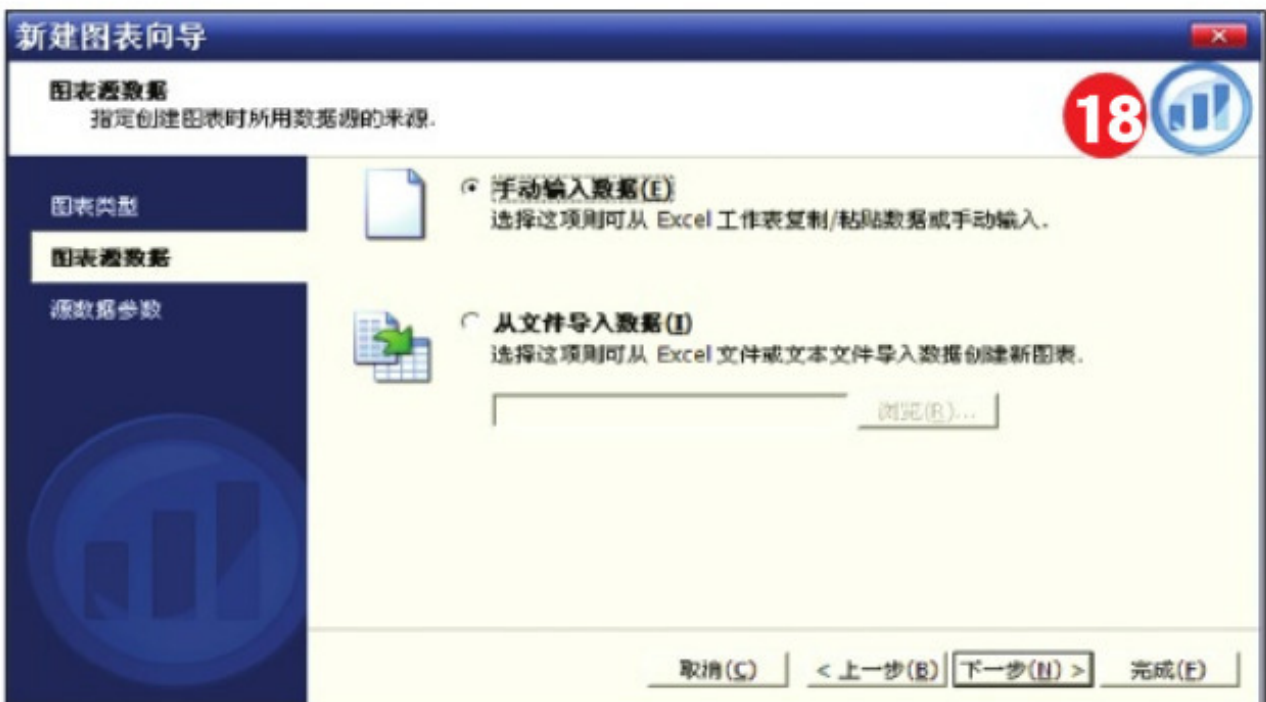 新建图表向导
图表源数据
指定创建图表时所用数据源的来源.
18
图表类型
图表源数据
源数据参数
手动输入数据(E)
选择这项则可从 Excel 工作表复制/粘贴数据或手动输入.
从文件导入数据(I)
选择这项则可从 Excel 文件或文本文件导入数据创建新图表.
浏览(R)...
取消(C)
< 上一步(B)
下一步(N) >
完成(F)